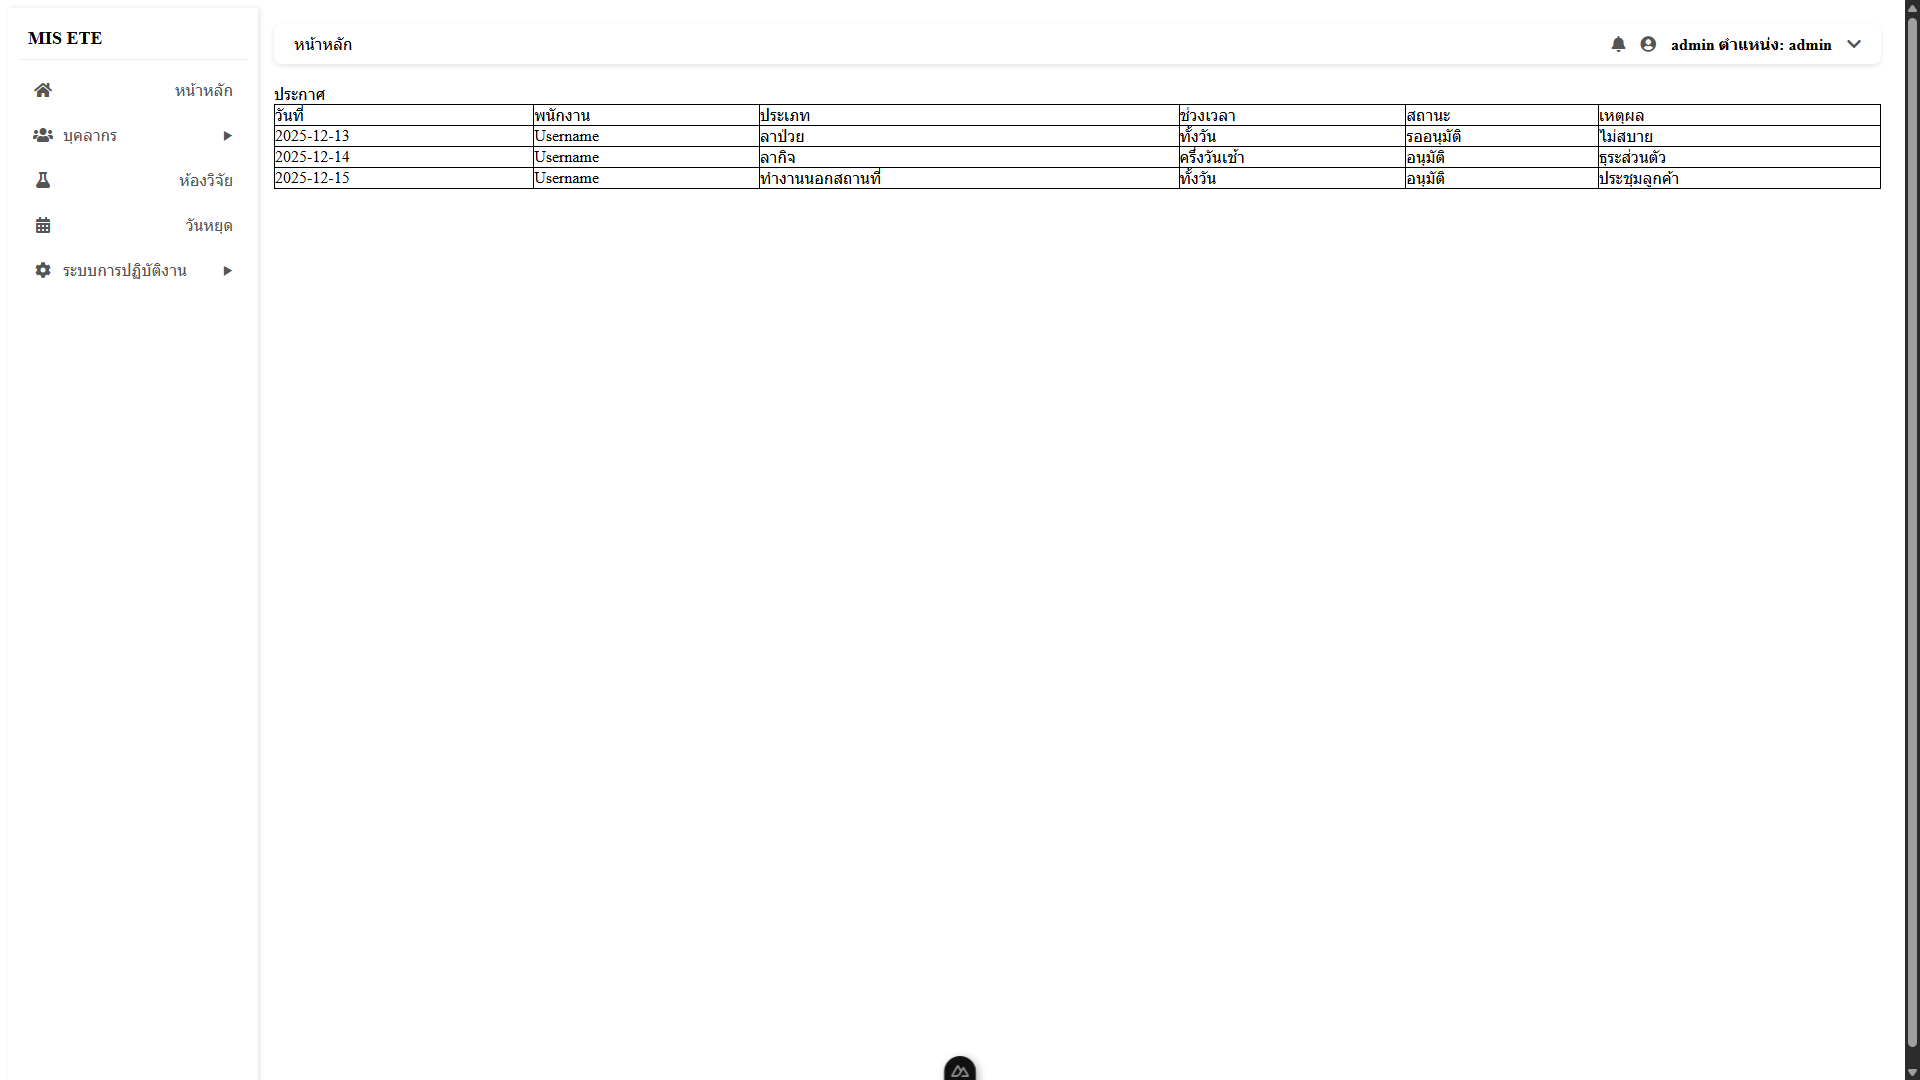 MIS ETE
หน้าหลัก
บุคลากร
ห้องวิจัย
วันหยุด
ระบบการปฏิบัติงาน
หน้าหลัก
admin ตำแหน่ง: admin
ประกาศ
วันที่ พนักงาน ประเภท ช่วงเวลา สถานะ เหตุผล
2025-12-13 Username ลาป่วย ทั้งวัน รออนุมัติ ไม่สบาย
2025-12-14 Username ลากิจ ครึ่งวันเช้า อนุมัติ ธุระส่วนตัว
2025-12-15 Username ทำงานนอกสถานที่ ทั้งวัน อนุมัติ ประชุมลูกค้า